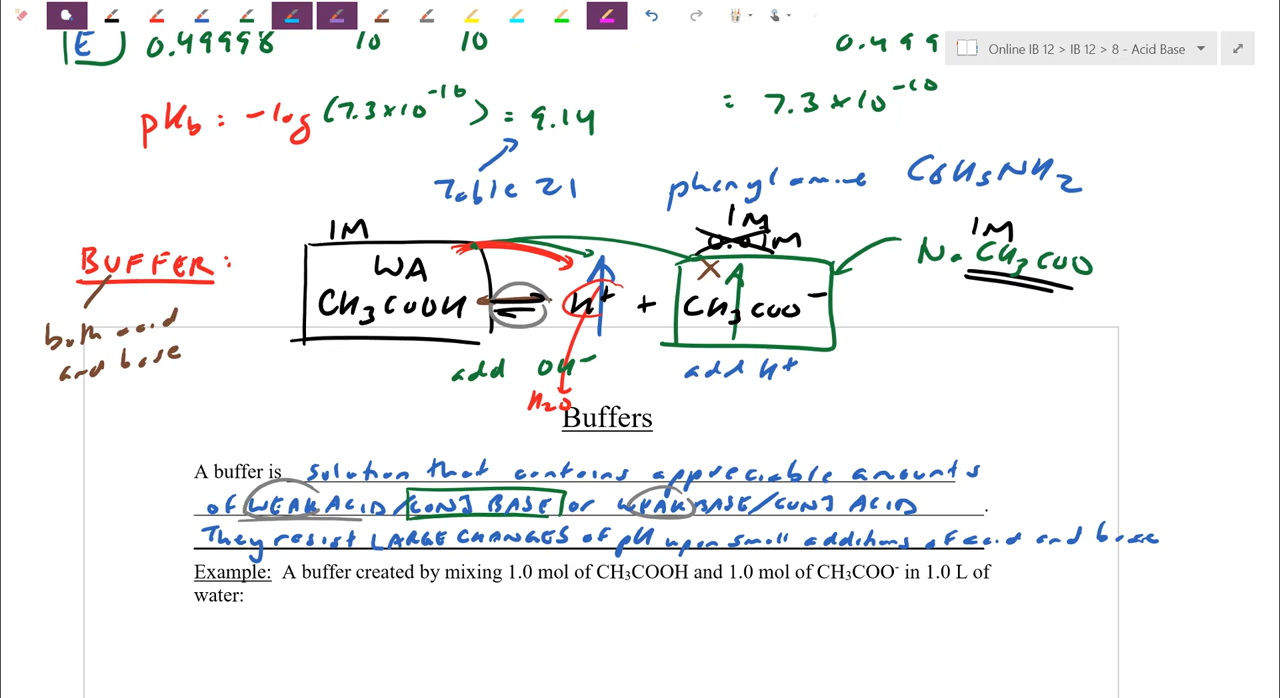 Online IB 12 > IB 12 > 8 - Acid Base
[E] 0.49998 10 10 0.499
pKb : -log (7.3×10⁻¹⁰) = 9.14 = 7.3×10⁻¹⁰
Table 21 phenylamine C6H5NH2
1M 1M 1M
BUFFER: WA 0.01M Na CH3COO
CH3COOH ⇌ H⁺ + CH3COO⁻
both acid
and base
add OH⁻ add H⁺
H2O
Buffers
A buffer is solution that contains appreciable amounts
of WEAK ACID/CONJ BASE or WEAK BASE/CONJ ACID.
They resist LARGE CHANGES of pH upon small additions of acid and base
Example: A buffer created by mixing 1.0 mol of CH₃COOH and 1.0 mol of CH₃COO⁻ in 1.0 L of
water: